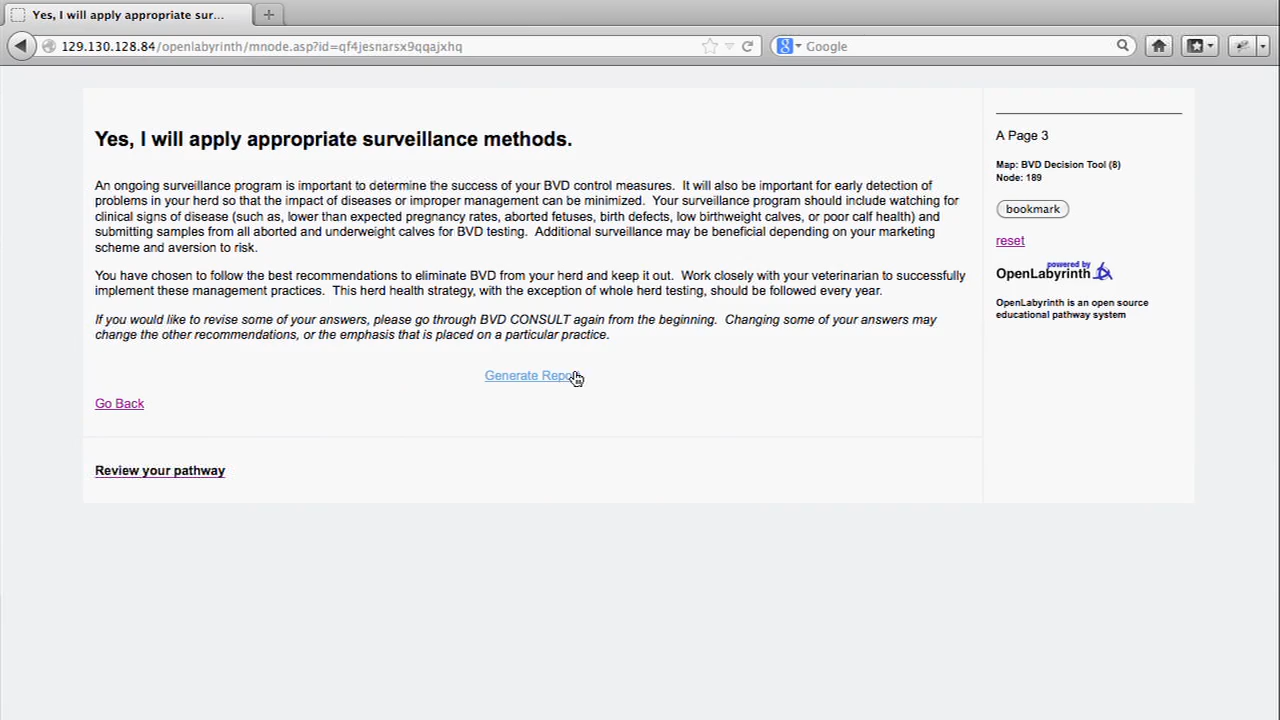 Yes, I will apply appropriate sur...
129.130.128.84/openlabyrinth/mnode.asp?id=qf4jesnarsx9qqajxhq
Google
Yes, I will apply appropriate surveillance methods.
An ongoing surveillance program is important to determine the success of your BVD control measures. It will also be important for early detection of
problems in your herd so that the impact of diseases or improper management can be minimized. Your surveillance program should include watching for
clinical signs of disease (such as, lower than expected pregnancy rates, aborted fetuses, birth defects, low birthweight calves, or poor calf health) and
submitting samples from all aborted and underweight calves for BVD testing. Additional surveillance may be beneficial depending on your marketing
scheme and aversion to risk.
You have chosen to follow the best recommendations to eliminate BVD from your herd and keep it out. Work closely with your veterinarian to successfully
implement these management practices. This herd health strategy, with the exception of whole herd testing, should be followed every year.
If you would like to revise some of your answers, please go through BVD CONSULT again from the beginning. Changing some of your answers may
change the other recommendations, or the emphasis that is placed on a particular practice.
Generate Report
Go Back
Review your pathway
A Page 3
Map: BVD Decision Tool (8)
Node: 189
bookmark
reset
powered by
OpenLabyrinth
OpenLabyrinth is an open source
educational pathway system